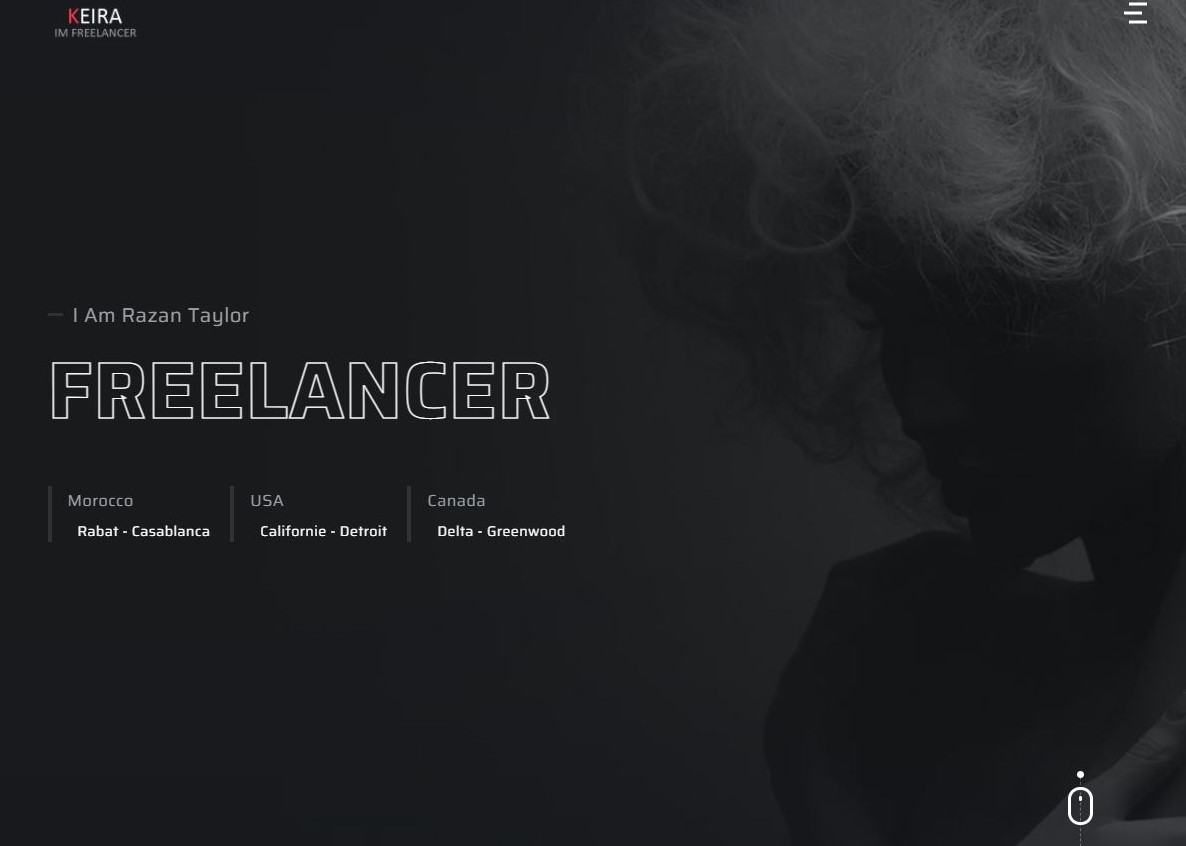 KEIRA
IM FREELANCER
I Am Razan Taylor
FREELANCER
Morocco
Rabat - Casablanca
USA
Californie - Detroit
Canada
Delta - Greenwood